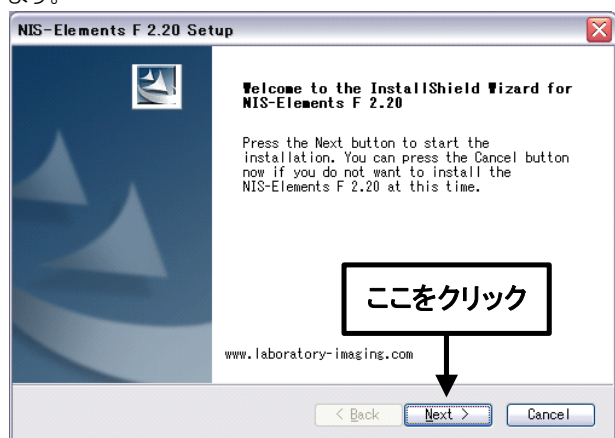 ます。
NIS-Elements F 2.20 Setup
Welcome to the InstallShield Wizard for
NIS-Elements F 2.20
Press the Next button to start the
installation. You can press the Cancel button
now if you do not want to install the
NIS-Elements F 2.20 at this time.
ここをクリック
www.laboratory-imaging.com
< Back Next > Cancel